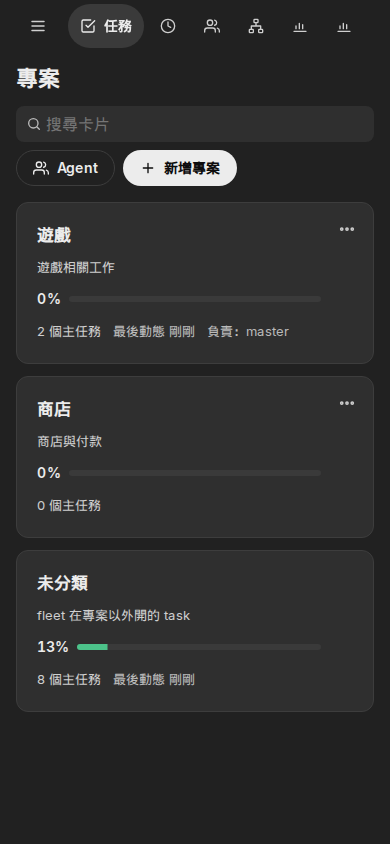 任務
專案
搜尋卡片
Agent
新增專案
遊戲
遊戲相關工作
0%
2 個主任務 最後動態 剛剛 負責：master
商店
商店與付款
0%
0 個主任務
未分類
fleet 在專案以外開的 task
13%
8 個主任務 最後動態 剛剛